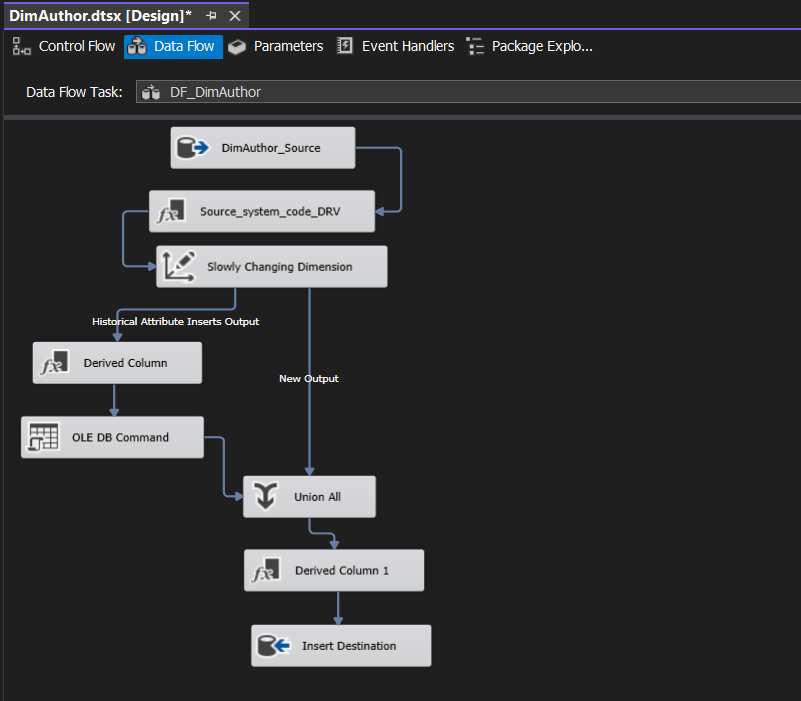 DimAuthor.dtsx [Design]*
Control Flow Data Flow Parameters Event Handlers Package Explo...
Data Flow Task: DF_DimAuthor
DimAuthor_Source
Source_system_code_DRV
Slowly Changing Dimension
Historical Attribute Inserts Output
Derived Column
New Output
OLE DB Command
Union All
Derived Column 1
Insert Destination